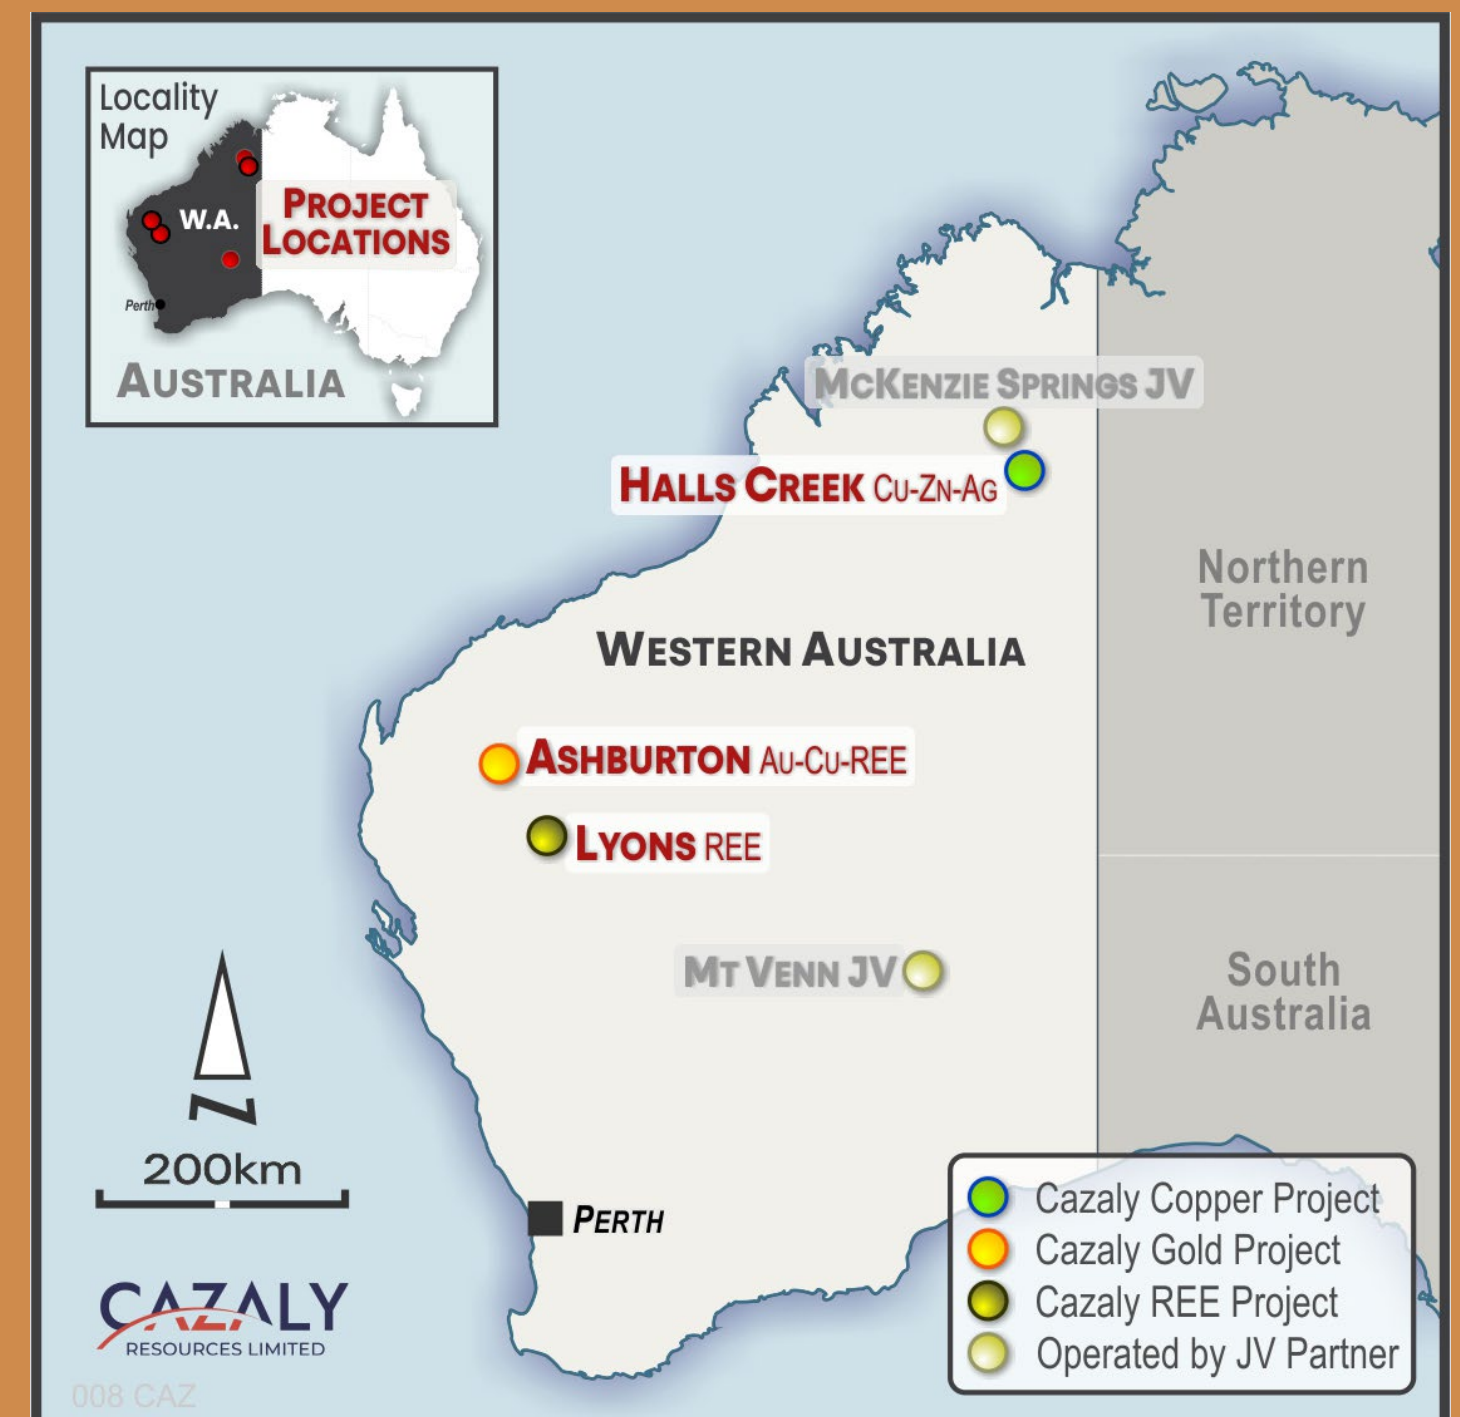 Locality
Map
W.A.
PROJECT
LOCATIONS
Perth
AUSTRALIA
MCKENZIE SPRINGS JV
HALLS CREEK CU-ZN-AG
Northern
Territory
WESTERN AUSTRALIA
ASHBURTON AU-CU-REE
LYONS REE
MT VENN JV
South
Australia
N
200km
PERTH
CAZALY
RESOURCES LIMITED
008 CAZ
Cazaly Copper Project
Cazaly Gold Project
Cazaly REE Project
Operated by JV Partner